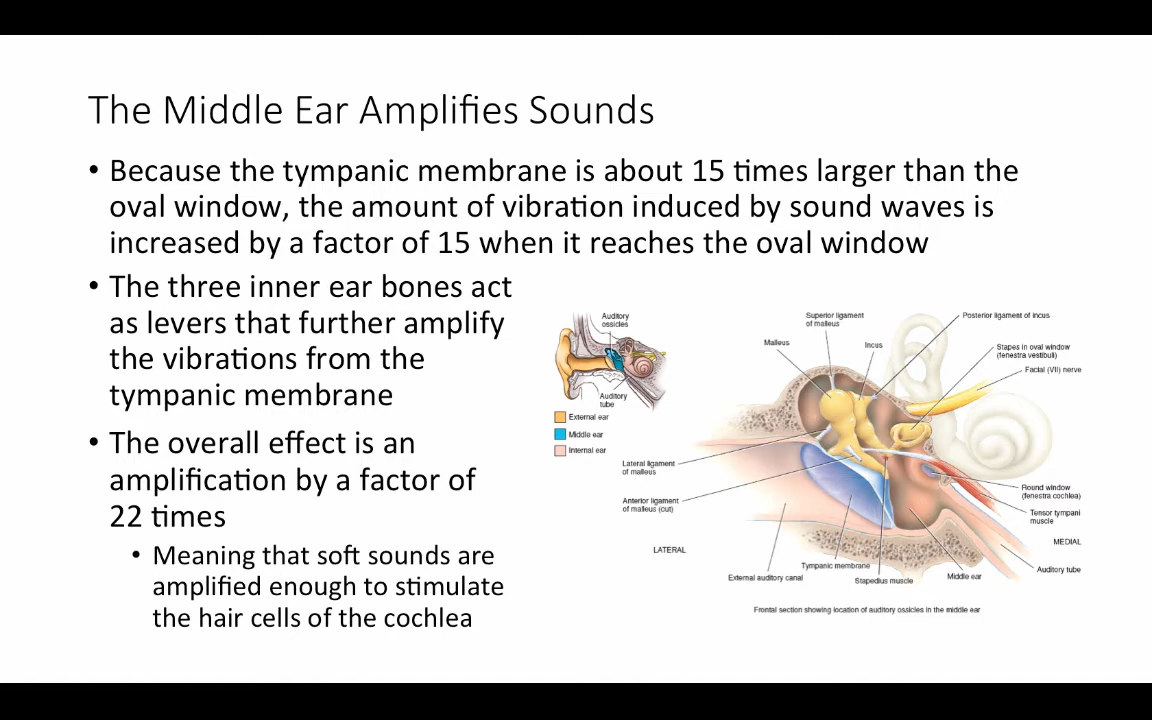 The Middle Ear Amplifies Sounds
• Because the tympanic membrane is about 15 times larger than the
oval window, the amount of vibration induced by sound waves is
increased by a factor of 15 when it reaches the oval window
• The three inner ear bones act
as levers that further amplify
the vibrations from the
tympanic membrane
• The overall effect is an
amplification by a factor of
22 times
• Meaning that soft sounds are
amplified enough to stimulate
the hair cells of the cochlea
Auditory
ossicles
Auditory
tube
External ear
Middle ear
Internal ear
Superior ligament
of malleus
Malleus
Incus
Posterior ligament of incus
Stapes in oval window
(fenestra vestibuli)
Facial (VII) nerve
Lateral ligament
of malleus
Anterior ligament
of malleus (cut)
Round window
(fenestra cochlea)
Tensor tympani
muscle
LATERAL
MEDIAL
Auditory tube
External auditory canal
Tympanic membrane
Stapedius muscle
Middle ear
Frontal section showing location of auditory ossicles in the middle ear